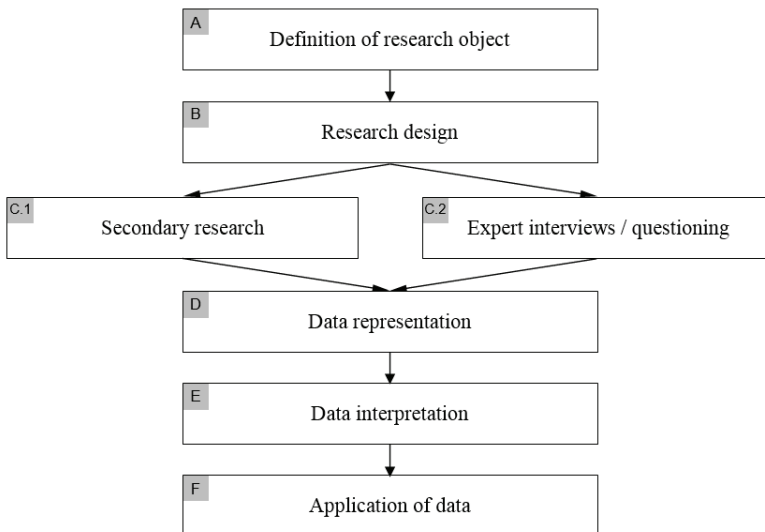 A
Definition of research object
B
Research design
C.1
Secondary research
C.2
Expert interviews / questioning
D
Data representation
E
Data interpretation
F
Application of data